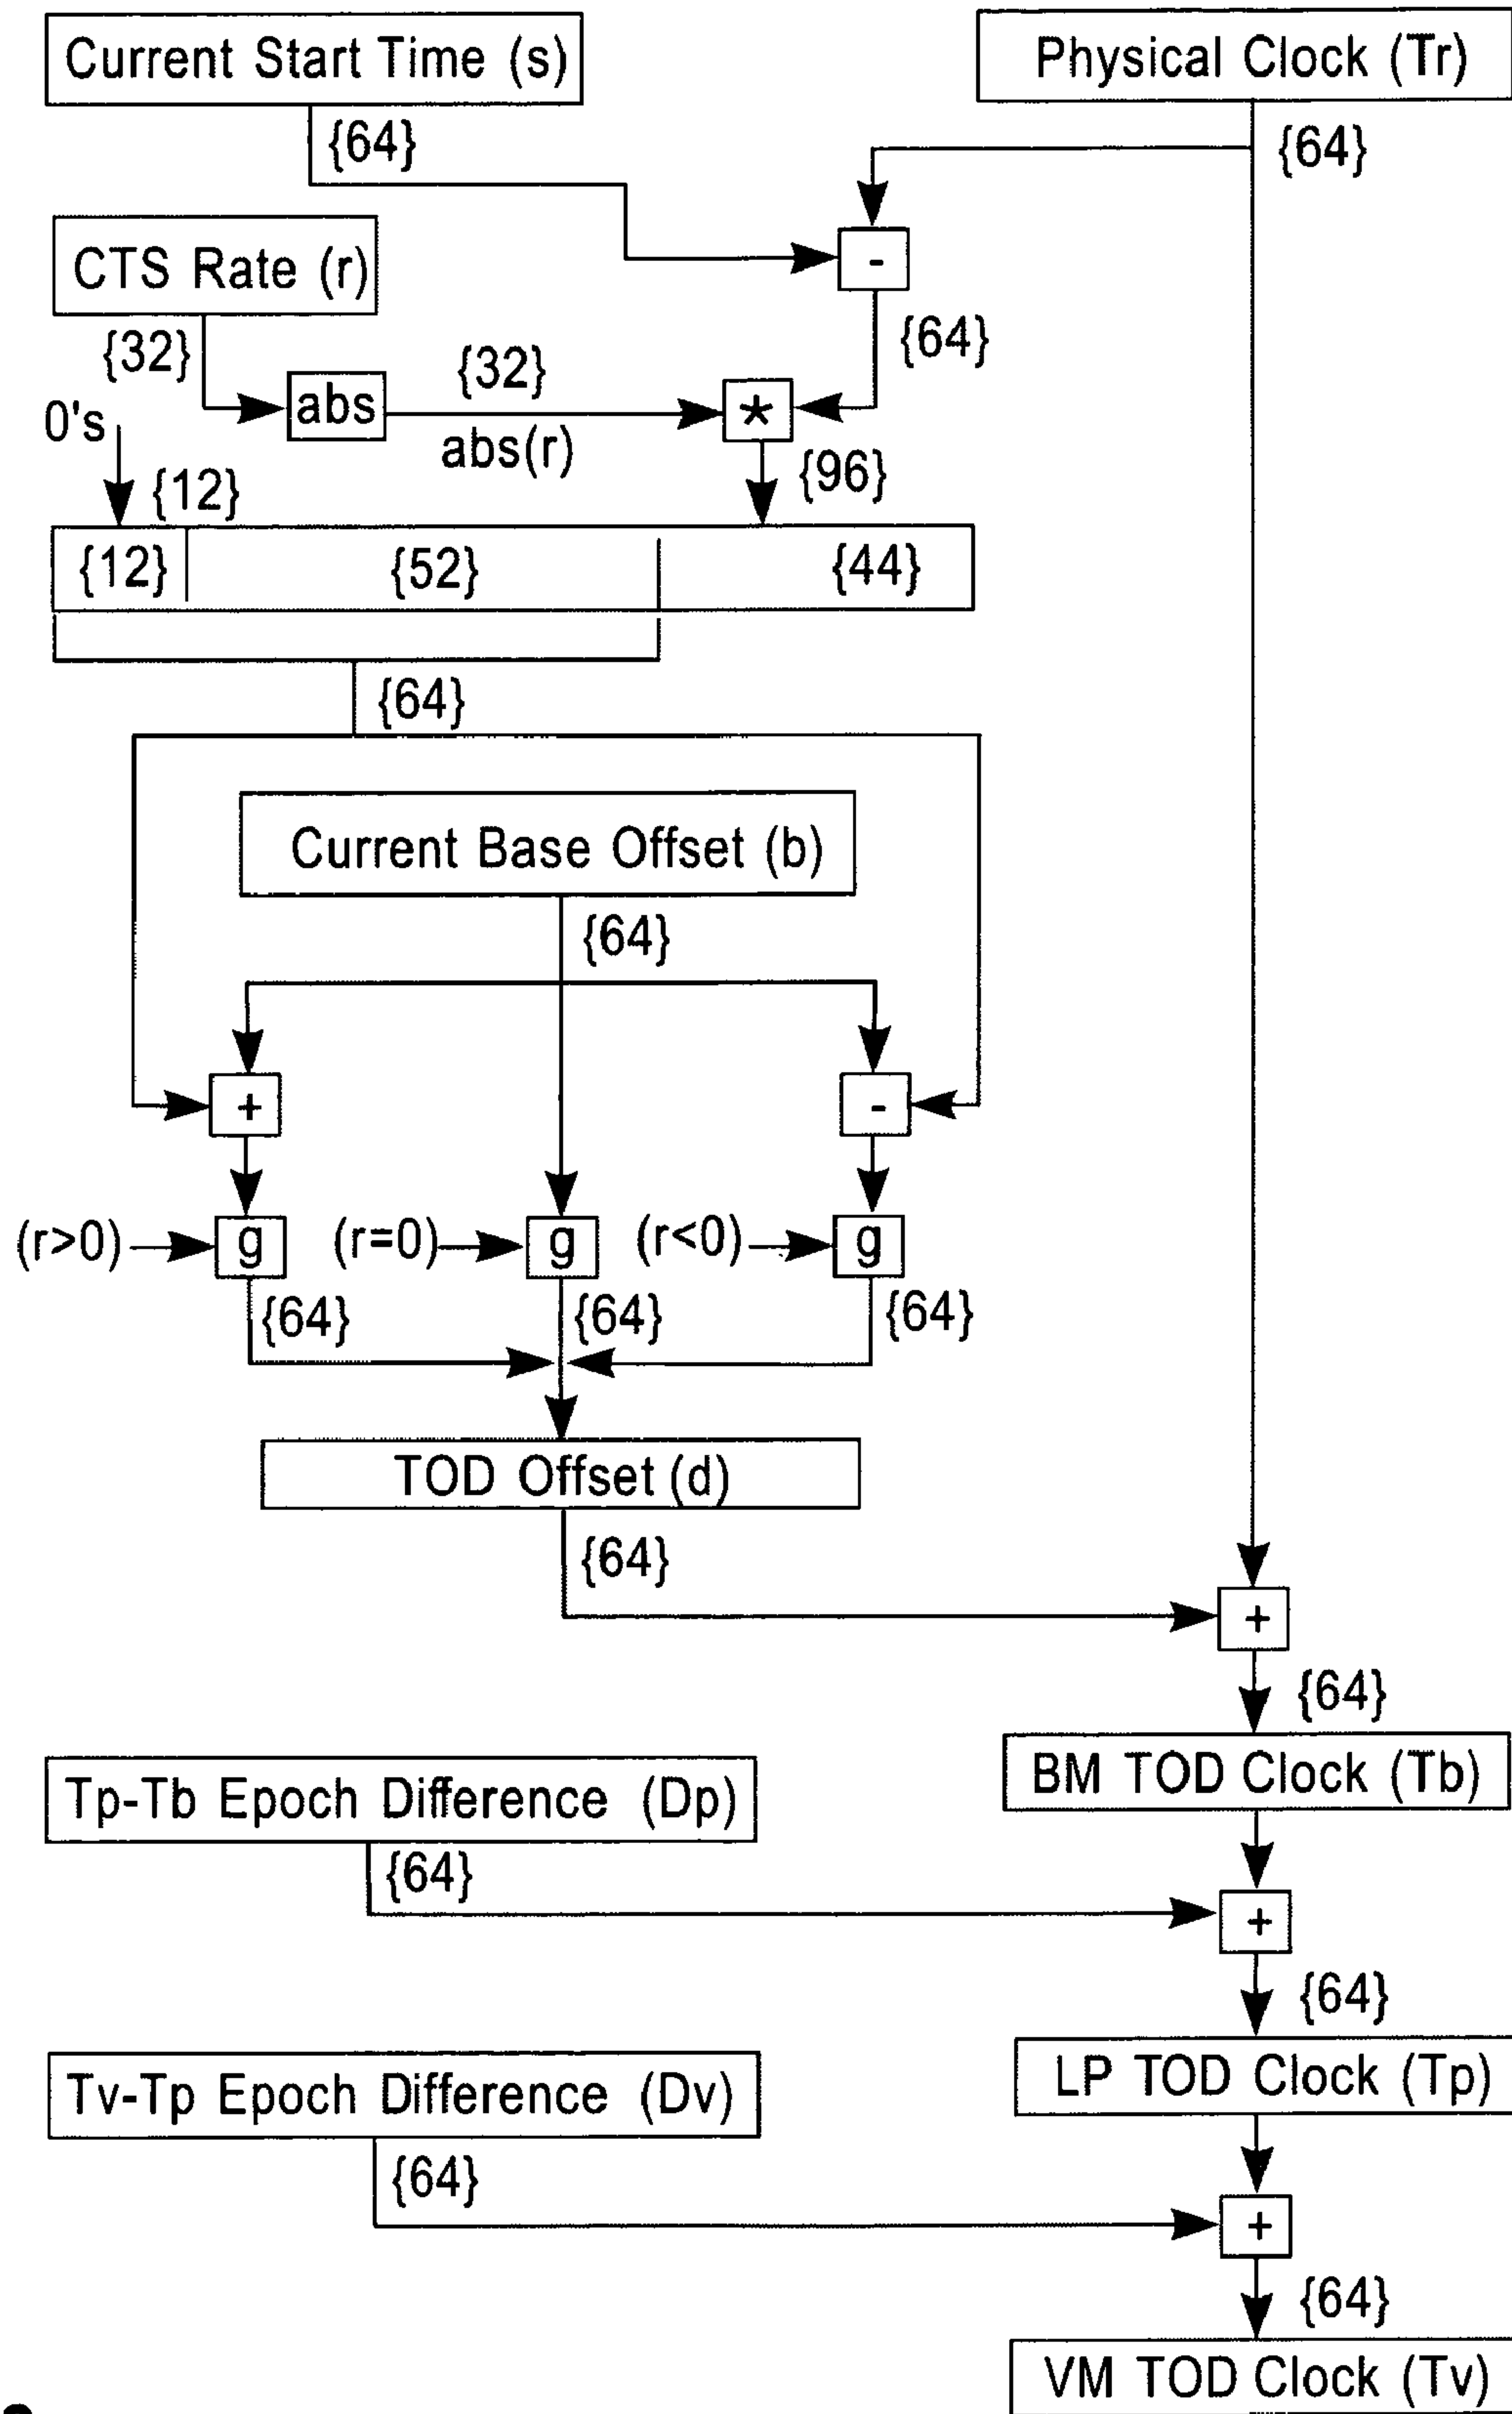 Current Start Time (s)
Physical Clock (Tr)
{64}
{64}
-
CTS Rate (r)
{32}
{64}
abs
{32}
*
abs(r)
0's
{12}
{96}
{12}
{52}
{44}
{64}
Current Base Offset (b)
{64}
+
-
(r>0)
g
(r=0)
g
(r<0)
g
{64}
{64}
{64}
TOD Offset (d)
{64}
+
{64}
BM TOD Clock (Tb)
Tp-Tb Epoch Difference (Dp)
{64}
+
{64}
LP TOD Clock (Tp)
Tv-Tp Epoch Difference (Dv)
{64}
+
{64}
VM TOD Clock (Tv)